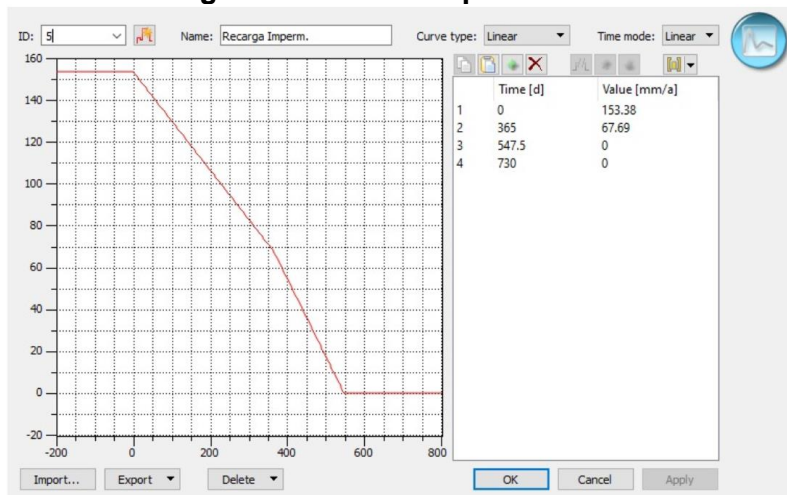 ID: 5 Name: Recarga Imperm. Curve type: Linear Time mode: Linear
160
140
120
100
80
60
40
20
0
-20
-200 0 200 400 600 800
Time [d] Value [mm/a]
1 0 153.38
2 365 67.69
3 547.5 0
4 730 0
Import... Export Delete OK Cancel Apply